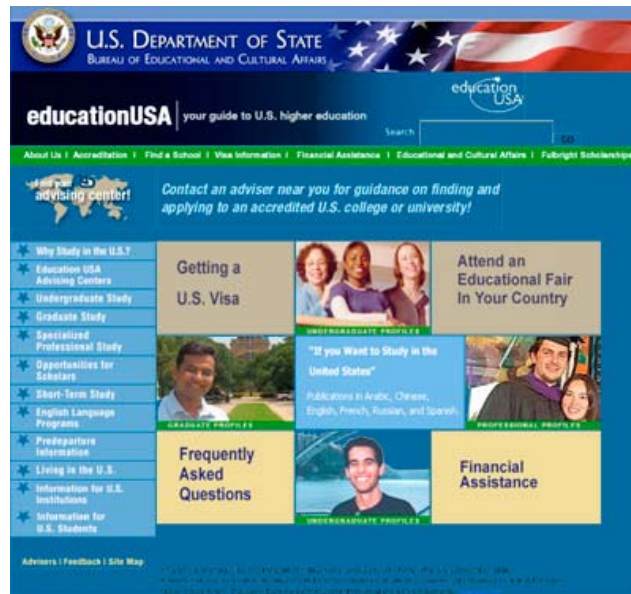 U.S. DEPARTMENT OF STATE
BUREAU OF EDUCATIONAL AND CULTURAL AFFAIRS
education
USA
educationUSA | your guide to U.S. higher education
Search
GO
About Us | Accreditation | Find a School | Visa Information | Financial Assistance | Educational and Cultural Affairs | Fulbright Scholarships
Find your
advising center!
Contact an adviser near you for guidance on finding and
applying to an accredited U.S. college or university!
Why Study in the U.S.?
Education USA
Advising Centers
Undergraduate Study
Graduate Study
Specialized
Professional Study
Opportunities for
Scholars
Short-Term Study
English Language
Programs
Predeparture
Information
Living in the U.S.
Information for U.S.
Institutions
Information for
U.S. Students
Advisers | Feedback | Site Map
Getting a
U.S. Visa
UNDERGRADUATE PROFILES
Attend an
Educational Fair
In Your Country
GRADUATE PROFILES
"If you Want to Study in the
United States"
Publications in Arabic, Chinese,
English, French, Russian, and Spanish.
PROFESSIONAL PROFILES
Frequently
Asked
Questions
UNDERGRADUATE PROFILES
Financial
Assistance